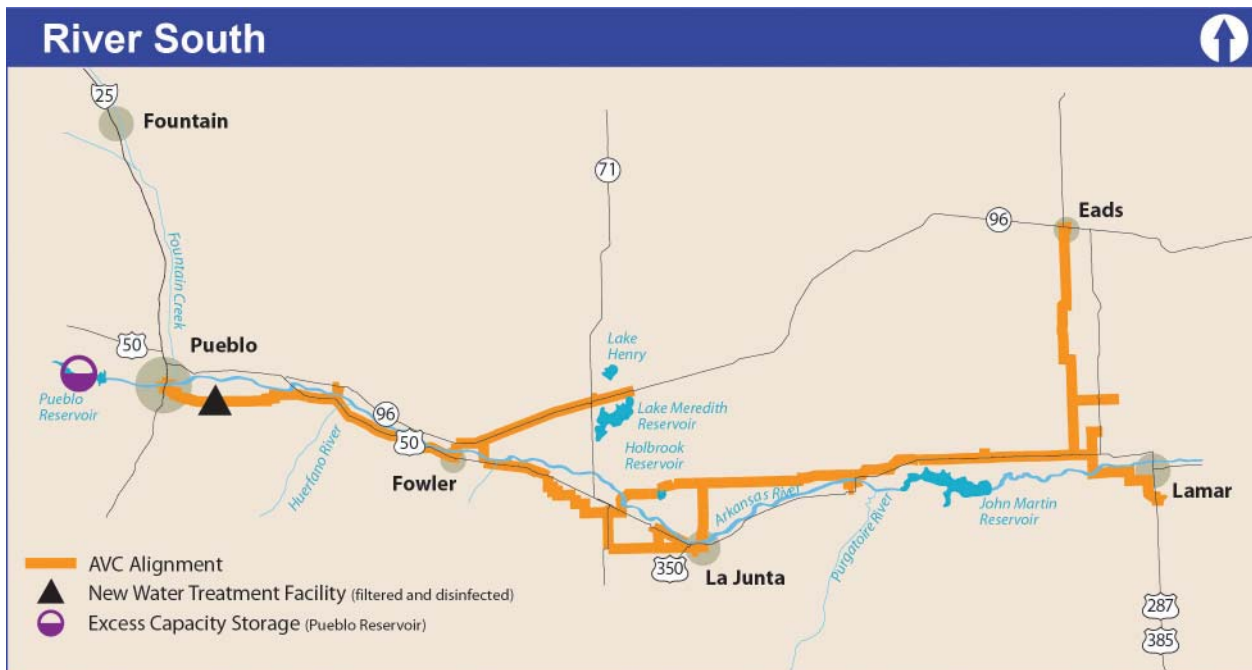 River South
25
Fountain
71
96
Eads
Fountain Creek
50
Pueblo
Lake
Henry
Pueblo
Reservoir
96
Lake Meredith
Reservoir
50
Holbrook
Reservoir
Huerfano River
Fowler
Arkansas River
Lamar
Purgatoire River
John Martin
Reservoir
350
La Junta
AVC Alignment
New Water Treatment Facility (filtered and disinfected)
Excess Capacity Storage (Pueblo Reservoir)
287
385